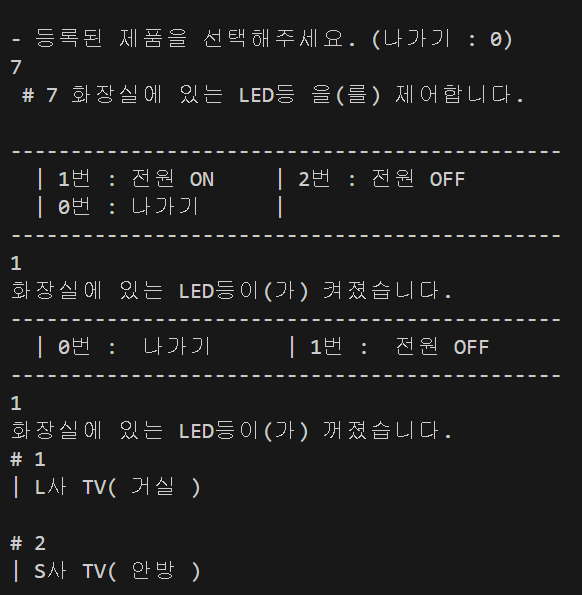 - 등록된 제품을 선택해주세요. (나가기 : 0)
7
# 7 화장실에 있는 LED등 을(를) 제어합니다.
----------------------------------------------
| 1번 : 전원 ON | 2번 : 전원 OFF
| 0번 : 나가기 |
----------------------------------------------
1
화장실에 있는 LED등이(가) 켜졌습니다.
----------------------------------------------
| 0번 : 나가기 | 1번 : 전원 OFF
----------------------------------------------
1
화장실에 있는 LED등이(가) 꺼졌습니다.
# 1
| L사 TV( 거실 )
# 2
| S사 TV( 안방 )